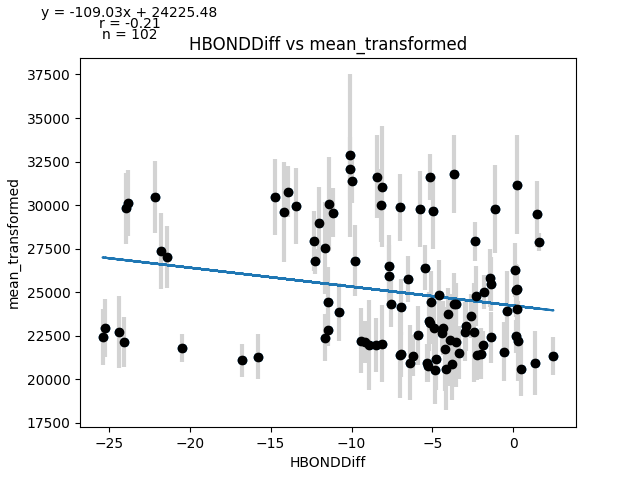 y = -109.03x + 24225.48
r = -0.21
n = 102
HBONDDiff vs mean_transformed
37500
35000
32500
30000
27500
25000
22500
20000
17500
mean_transformed
−25
−20
−15
−10
−5
0
HBONDDiff